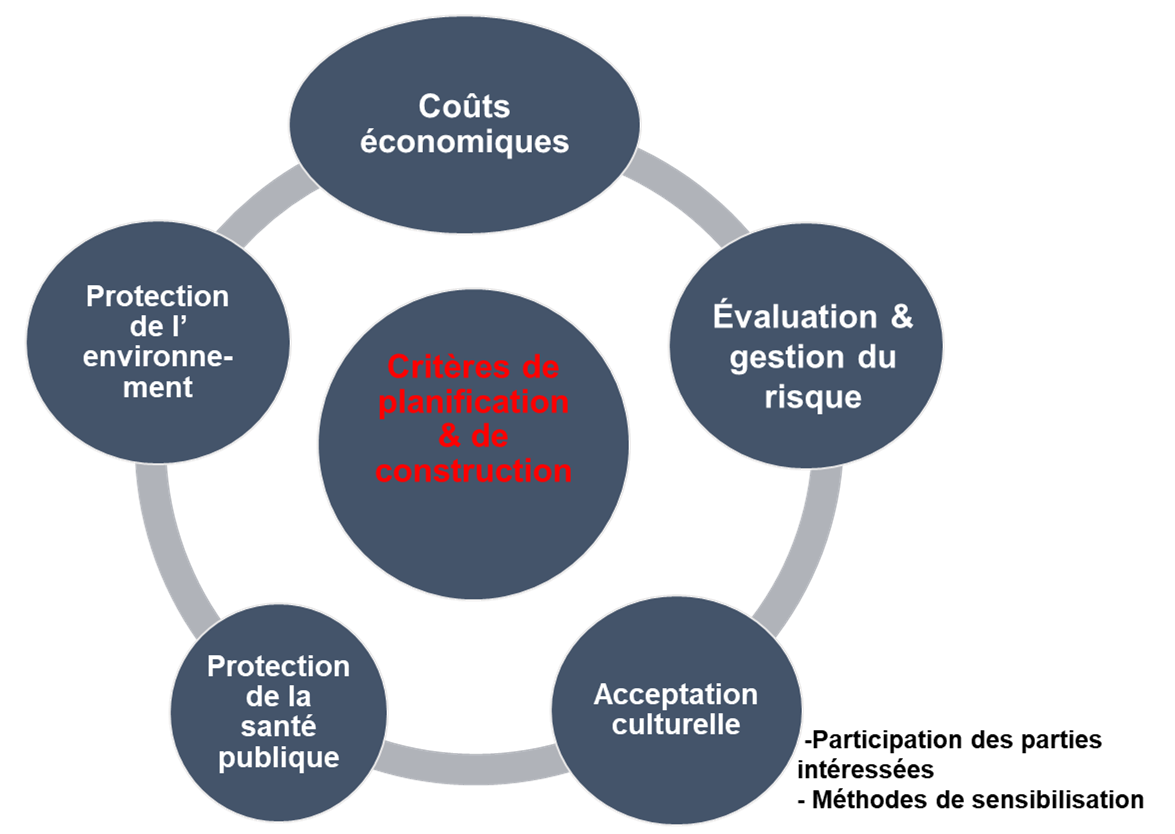 Coûts
économiques
Protection
de l’
environne-
ment
Évaluation &
gestion du
risque
Critères de
planification
& de
construction
Protection
de la
santé
publique
Acceptation
culturelle
-Participation des parties
intéressées
- Méthodes de sensibilisation